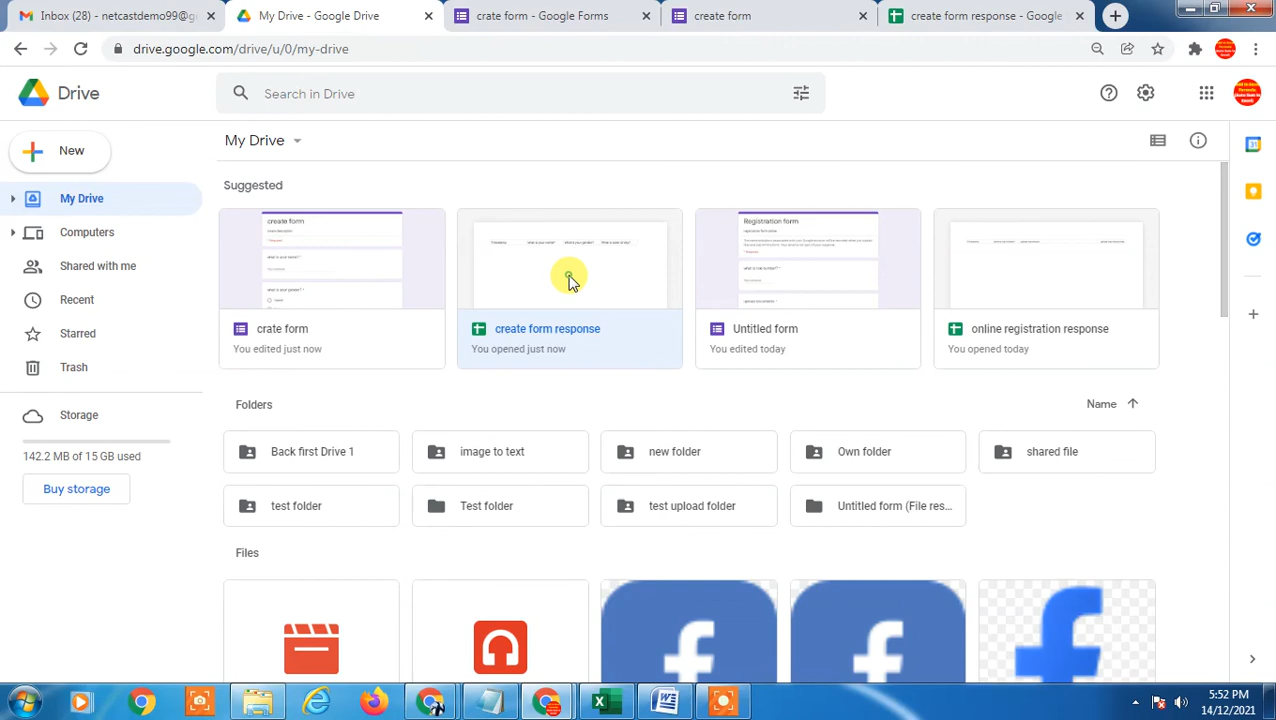 Inbox (28) - netcastdemo99@g
My Drive - Google Drive
Forms
create form
create form response - Google
drive.google.com/drive/u/0/my-drive
Drive
Search in Drive
New
My Drive
My Drive
Computers
Shared with me
Recent
Starred
Trash
Storage
142.2 MB of 15 GB used
Buy storage
Suggested
create form
Registration form
crate form
create form response
Untitled form
online registration response
You edited just now
You opened just now
You edited today
You opened today
Folders
Name
Back first Drive 1
image to text
new folder
Own folder
shared file
test folder
Test folder
test upload folder
Untitled form (File res...
Files
31
5:52 PM
14/12/2021